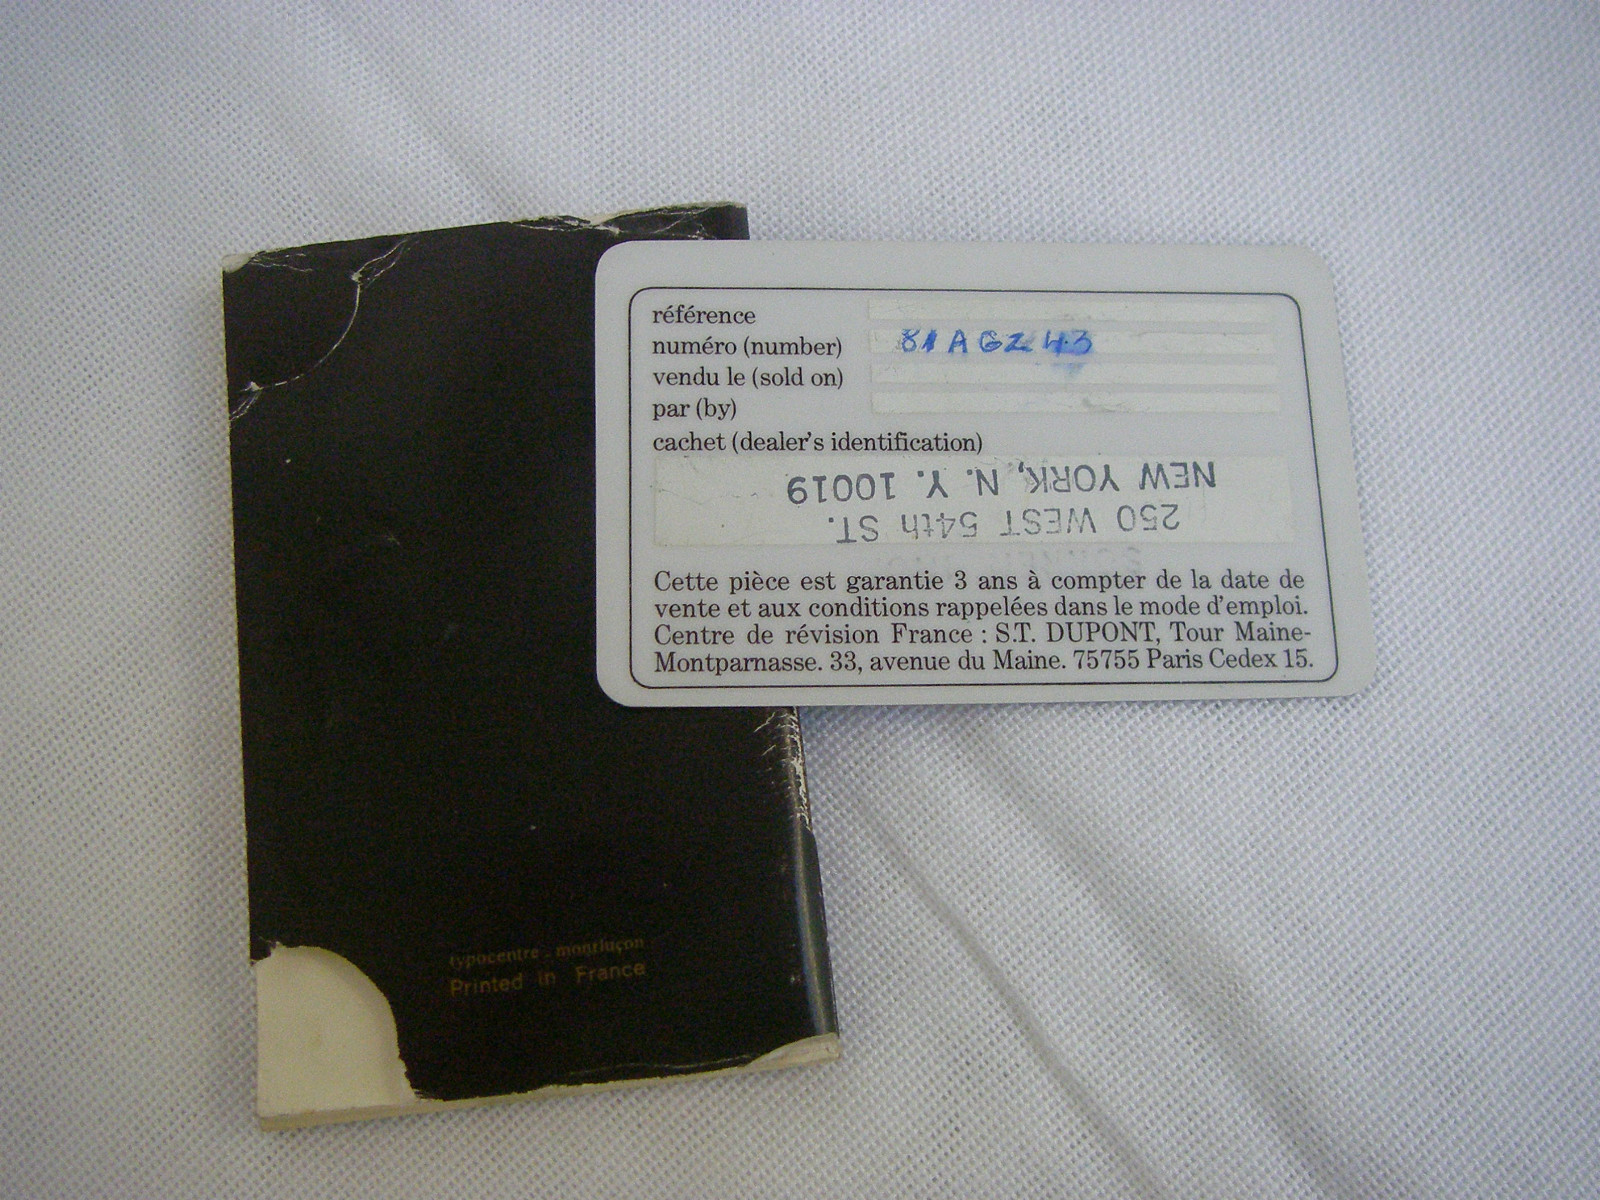 référence
numéro (number) 81AGZ43
vendu le (sold on)
par (by)
cachet (dealer's identification)
250 WEST 54th ST.
NEW YORK, N. Y. 10019
Cette pièce est garantie 3 ans à compter de la date de
vente et aux conditions rappelées dans le mode d'emploi.
Centre de révision France : S.T. DUPONT, Tour Maine-
Montparnasse. 33, avenue du Maine. 75755 Paris Cedex 15.
typocentre - montluçon
Printed in France